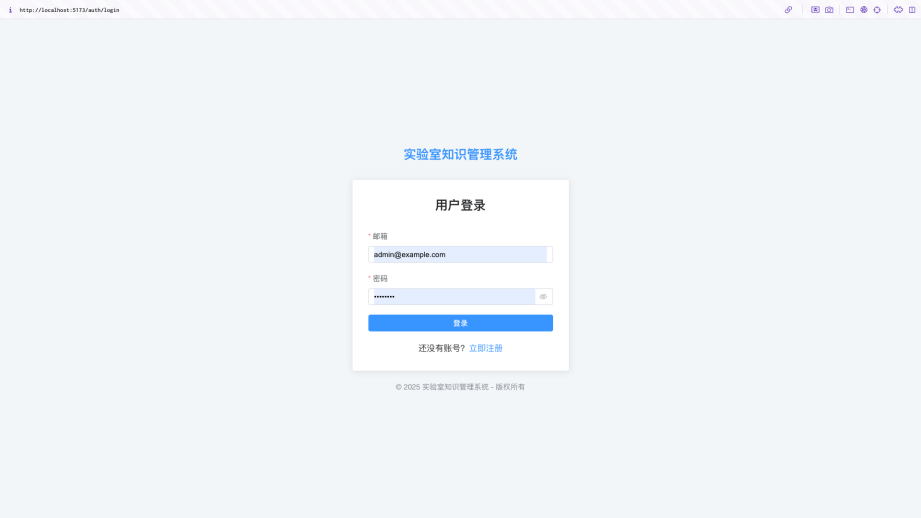 i http://localhost:5173/auth/login
实验室知识管理系统
用户登录
* 邮箱
admin@example.com
* 密码
••••••••
登录
还没有账号? 立即注册
© 2025 实验室知识管理系统 - 版权所有